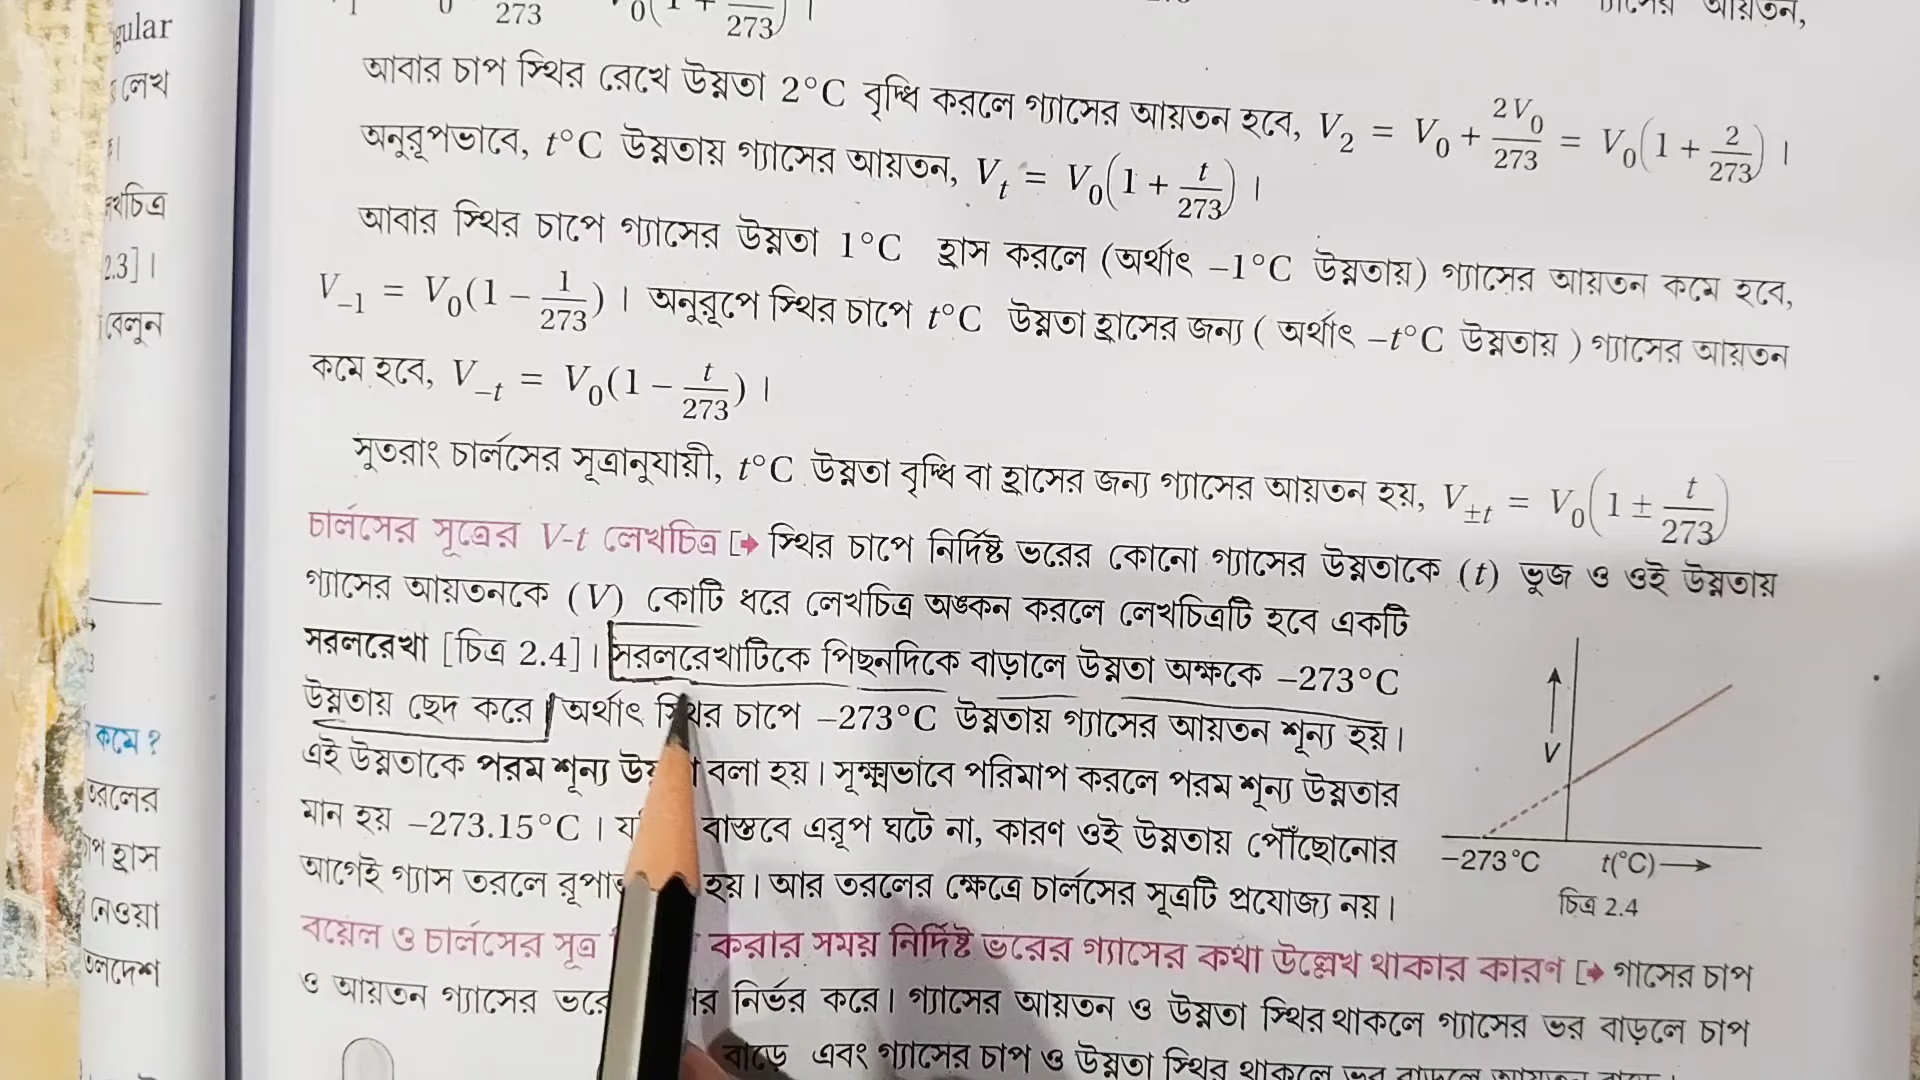 gular
লেখ
খচিত্র
2.3] ।
বেলুন
কমে ?
তরলের
প হ্রাস
নেওয়া
তলদেশ
আবার চাপ স্থির রেখে উষ্ণতা 2°C বৃদ্ধি করলে গ্যাসের আয়তন হবে, V₂ = V₀ + 2V₀/273 = V₀(1 + 2/273) ।
অনুরূপভাবে, t°C উষ্ণতায় গ্যাসের আয়তন, Vₜ = V₀(1 + t/273) ।
আবার স্থির চাপে গ্যাসের উষ্ণতা 1°C হ্রাস করলে (অর্থাৎ –1°C উষ্ণতায়) গ্যাসের আয়তন কমে হবে,
V₋₁ = V₀(1 – 1/273) । অনুরূপে স্থির চাপে t°C উষ্ণতা হ্রাসের জন্য ( অর্থাৎ –t°C উষ্ণতায় ) গ্যাসের আয়তন
কমে হবে, V₋ₜ = V₀(1 – t/273) ।
সুতরাং চার্লসের সূত্রানুযায়ী, t°C উষ্ণতা বৃদ্ধি বা হ্রাসের জন্য গ্যাসের আয়তন হয়, V±ₜ = V₀(1 ± t/273)
চার্লসের সূত্রের V-t লেখচিত্র [➔ স্থির চাপে নির্দিষ্ট ভরের কোনো গ্যাসের উষ্ণতাকে (t) ভুজ ও ওই উষ্ণতায়
গ্যাসের আয়তনকে (V) কোটি ধরে লেখচিত্র অঙ্কন করলে লেখচিত্রটি হবে একটি
সরলরেখা [চিত্র 2.4] । সরলরেখাটিকে পিছনদিকে বাড়ালে উষ্ণতা অক্ষকে –273°C
উষ্ণতায় ছেদ করে। অর্থাৎ স্থির চাপে –273°C উষ্ণতায় গ্যাসের আয়তন শূন্য হয়।
এই উষ্ণতাকে পরম শূন্য বলা হয়। সূক্ষ্মভাবে পরিমাপ করলে পরম শূন্য উষ্ণতার
মান হয় –273.15°C । বাস্তবে এরূপ ঘটে না, কারণ ওই উষ্ণতায় পৌঁছোনোর
আগেই গ্যাস তরলে হয়। আর তরলের ক্ষেত্রে চার্লসের সূত্রটি প্রযোজ্য নয়।
V
–273°C t(°C)
চিত্র 2.4
বয়েল ও চার্লসের সূত্র করার সময় নির্দিষ্ট ভরের গ্যাসের কথা উল্লেখ থাকার কারণ [➔ গাসের চাপ
ও আয়তন গ্যাসের নির্ভর করে। গ্যাসের আয়তন ও উষ্ণতা স্থির থাকলে গ্যাসের ভর বাড়লে চাপ
বাড়ে এবং গ্যাসের চাপ ও উষ্ণতা স্থির থাকলে